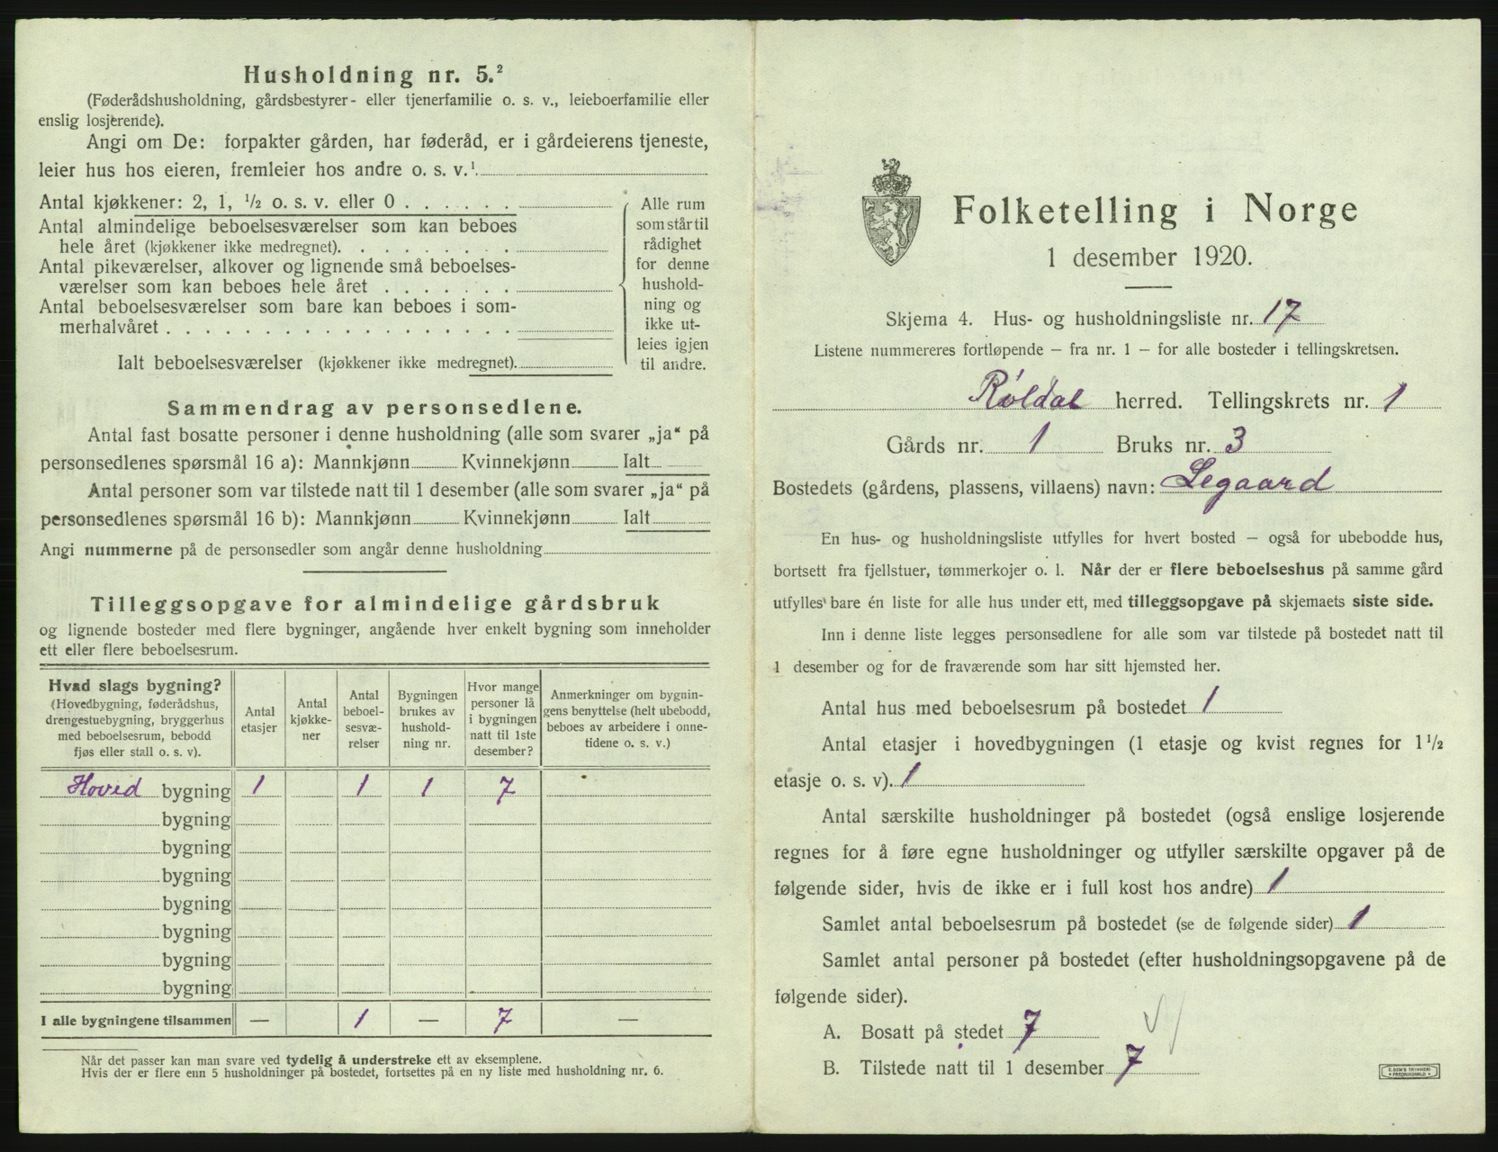 Husholdning nr. 5.²
(Føderådshusholdning, gårdsbestyrer- eller tjenerfamilie o. s. v., leieboerfamilie eller
enslig losjerende).
Angi om De: forpakter gården, har føderåd, er i gårdeierens tjeneste,
leier hus hos eieren, fremleier hos andre o. s. v.¹
Antal kjøkkener: 2, 1, ½ o. s. v. eller 0
Antal almindelige beboelsesværelser som kan beboes
hele året (kjøkkener ikke medregnet).
Antal pikeværelser, alkover og lignende små beboelses-
værelser som kan beboes hele året
Antal beboelsesværelser som bare kan beboes i som-
merhalvåret
Ialt beboelsesværelser (kjøkkener ikke medregnet).
Alle rum
som står til
rådighet
for denne
hushold-
ning og
ikke ut-
leies igjen
til andre.
Sammendrag av personsedlene.
Antal fast bosatte personer i denne husholdning (alle som svarer „ja“ på
personsedlenes spørsmål 16 a): Mannkjønn Kvinnekjønn Ialt
Antal personer som var tilstede natt til 1 desember (alle som svarer „ja“ på
personsedlenes spørsmål 16 b): Mannkjønn Kvinnekjønn Ialt
Angi nummerne på de personsedler som angår denne husholdning
Tilleggsopgave for almindelige gårdsbruk
og lignende bosteder med flere bygninger, angående hver enkelt bygning som inneholder
ett eller flere beboelsesrum.
Hvad slags bygning?
(Hovedbygning, føderådshus,
drengestuebygning, bryggerhus
med beboelsesrum, bebodd
fjøs eller stall o. s. v).
Antal
etasjer
Antal
kjøkke-
ner
Antal
beboel-
sesvæ-
relser
Bygningen
brukes av
hushold-
ning nr.
Hvor mange
personer lå
i bygningen
natt til 1ste
desember?
Anmerkninger om bygnin-
gens benyttelse (helt ubebodd,
beboes av arbeidere i onne-
tidene o. s. v.)
Hoved bygning 1 1 1 7
bygning
bygning
bygning
bygning
bygning
bygning
bygning
I alle bygningene tilsammen — 1 — 7 —
Når det passer kan man svare ved tydelig å understreke ett av eksemplene.
Hvis der er flere enn 5 husholdninger på bostedet, fortsettes på en ny liste med husholdning nr. 6.
Folketelling i Norge
1 desember 1920.
Skjema 4. Hus- og husholdningsliste nr. 17
Listene nummereres fortløpende — fra nr. 1 — for alle bosteder i tellingskretsen.
Røldal herred. Tellingskrets nr. 1
Gårds nr. 1 Bruks nr. 3
Bostedets (gårdens, plassens, villaens) navn: Legaard
En hus- og husholdningsliste utfylles for hvert bosted — også for ubebodde hus,
bortsett fra fjellstuer, tømmerkojer o. l. Når der er flere beboelseshus på samme gård
utfylles bare én liste for alle hus under ett, med tilleggsopgave på skjemaets siste side.
Inn i denne liste legges personsedlene for alle som var tilstede på bostedet natt til
1 desember og for de fraværende som har sitt hjemsted her.
Antal hus med beboelsesrum på bostedet 1
Antal etasjer i hovedbygningen (1 etasje og kvist regnes for 1½
etasje o. s. v). 1
Antal særskilte husholdninger på bostedet (også enslige losjerende
regnes for å føre egne husholdninger og utfyller særskilte opgaver på de
følgende sider, hvis de ikke er i full kost hos andre) 1
Samlet antal beboelsesrum på bostedet (se de følgende sider) 1
Samlet antal personer på bostedet (efter husholdningsopgavene på de
følgende sider).
A. Bosatt på stedet 7
B. Tilstede natt til 1 desember 7